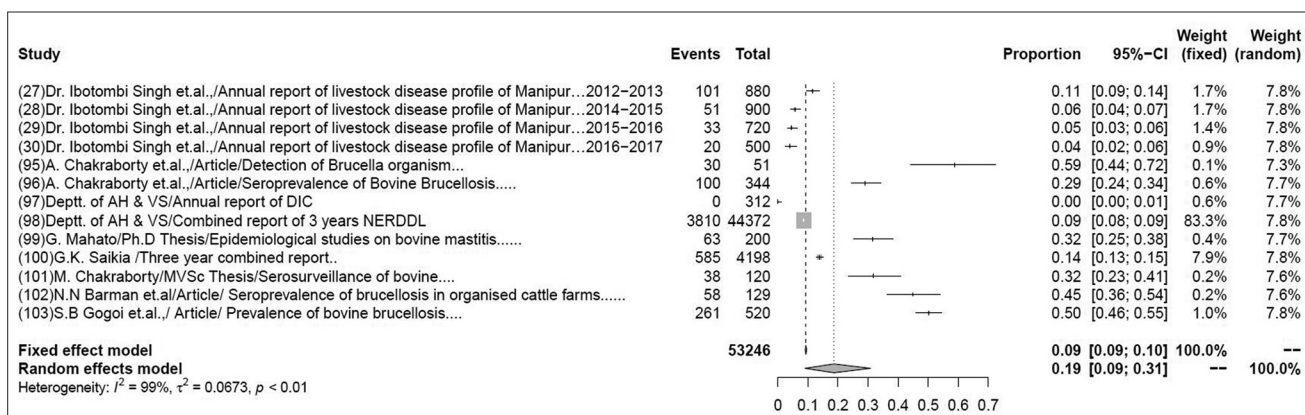 Study Events Total Proportion 95%−CI Weight (fixed) Weight (random)
(27)Dr. Ibotombi Singh et.al.,/Annual report of livestock disease profile of Manipur…2012−2013 101 880 0.11 [0.09; 0.14] 1.7% 7.8%
(28)Dr. Ibotombi Singh et.al.,/Annual report of livestock disease profile of Manipur…2014−2015 51 900 0.06 [0.04; 0.07] 1.7% 7.8%
(29)Dr. Ibotombi Singh et.al.,/Annual report of livestock disease profile of Manipur…2015−2016 33 720 0.05 [0.03; 0.06] 1.4% 7.8%
(30)Dr. Ibotombi Singh et.al.,/Annual report of livestock disease profile of Manipur…2016−2017 20 500 0.04 [0.02; 0.06] 0.9% 7.8%
(95)A. Chakraborty et.al.,/Article/Detection of Brucella organism... 30 51 0.59 [0.44; 0.72] 0.1% 7.3%
(96)A. Chakraborty et.al.,/Article/Seroprevalence of Bovine Brucellosis..... 100 344 0.29 [0.24; 0.34] 0.6% 7.7%
(97)Deptt. of AH & VS/Annual report of DIC 0 312 0.00 [0.00; 0.01] 0.6% 7.7%
(98)Deptt. of AH & VS/Combined report of 3 years NERDDL 3810 44372 0.09 [0.08; 0.09] 83.3% 7.8%
(99)G. Mahato/Ph.D Thesis/Epidemiological studies on bovine mastitis...... 63 200 0.32 [0.25; 0.38] 0.4% 7.7%
(100)G.K. Saikia /Three year combined report.. 585 4198 0.14 [0.13; 0.15] 7.9% 7.8%
(101)M. Chakraborty/MVSc Thesis/Serosurveillance of bovine.... 38 120 0.32 [0.23; 0.41] 0.2% 7.6%
(102)N.N Barman et.al/Article/ Seroprevalence of brucellosis in organised cattle farms...... 58 129 0.45 [0.36; 0.54] 0.2% 7.6%
(103)S.B Gogoi et.al.,/ Article/ Prevalence of bovine brucellosis.... 261 520 0.50 [0.46; 0.55] 1.0% 7.8%
Fixed effect model 53246 0.09 [0.09; 0.10] 100.0% −−
Random effects model 0.19 [0.09; 0.31] −− 100.0%
Heterogeneity: I² = 99%, τ² = 0.0673, p < 0.01
0 0.1 0.2 0.3 0.4 0.5 0.6 0.7